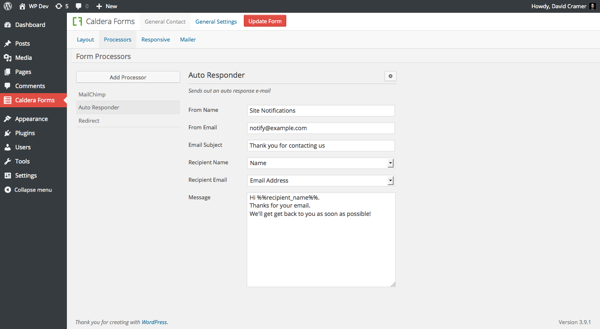 WP Dev 5 0 + New Howdy, David Cramer
Dashboard
Posts
Media
Pages
Comments
Caldera Forms
Appearance
Plugins
Users
Tools
Settings
Collapse menu
Caldera Forms General Contact General Settings Update Form
Layout Processors Responsive Mailer
Form Processors
Add Processor
MailChimp
Auto Responder
Redirect
Auto Responder
Sends out an auto response e-mail
From Name Site Notifications
From Email notify@example.com
Email Subject Thank you for contacting us
Recipient Name Name
Recipient Email Email Address
Message Hi %%recipient_name%%.
Thanks for your email.
We'll get get back to you as soon as possible!
Thank you for creating with WordPress. Version 3.9.1